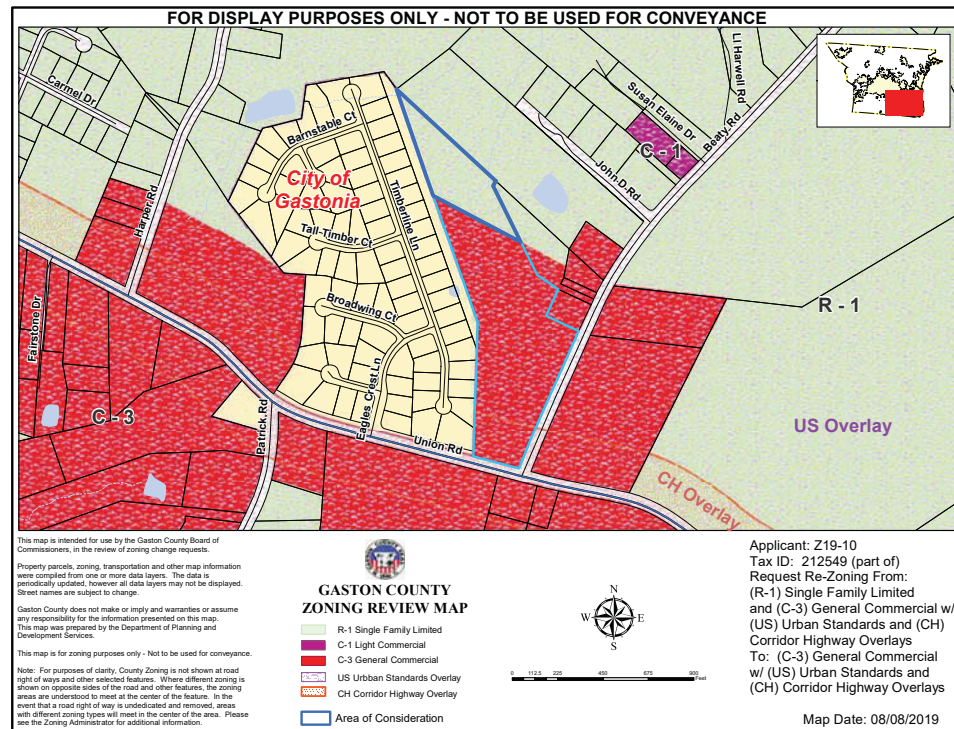 FOR DISPLAY PURPOSES ONLY - NOT TO BE USED FOR CONVEYANCE
Carmel Dr
Harper Rd
Barnstable Ct
City of
Gastonia
Timberline Ln
Tall-Timber Ct
Broadwing Ct
Eagles Crest Ln
Union Rd
Patrick Rd
Fairstone Dr
C - 3
Susan Elaine Dr
Ll Harwell Rd
Beaty Rd
C - 1
John D Rd
R - 1
US Overlay
CH Overlay
This map is intended for use by the Gaston County Board of
Commissioners, in the review of zoning change requests.
Property parcels, zoning, transportation and other map information
were compiled from one or more data layers. The data is
periodically updated, however all data layers may not be displayed.
Street names are subject to change.
Gaston County does not make or imply and warranties or assume
any responsibility for the information presented on this map.
This map was prepared by the Department of Planning and
Development Services.
This map is for zoning purposes only - Not to be used for conveyance.
Note: For purposes of clarity, County Zoning is not shown at road
right of ways and other selected features. Where different zoning is
shown on opposite sides of the road and other features, the zoning
areas are understood to meet at the center of the feature. In the
event that a road right of way is undedicated and removed, areas
with different zoning types will meet in the center of the area. Please
see the Zoning Administrator for additional information.
GASTON COUNTY
ZONING REVIEW MAP
R-1 Single Family Limited
C-1 Light Commercial
C-3 General Commercial
US Urbban Standards Overlay
CH Corridor Highway Overlay
Area of Consideration
N
W E
S
0 112.5 225 450 675 900
Feet
Applicant: Z19-10
Tax ID: 212549 (part of)
Request Re-Zoning From:
(R-1) Single Family Limited
and (C-3) General Commercial w/
(US) Urban Standards and (CH)
Corridor Highway Overlays
To: (C-3) General Commercial
w/ (US) Urban Standards and
(CH) Corridor Highway Overlays
Map Date: 08/08/2019